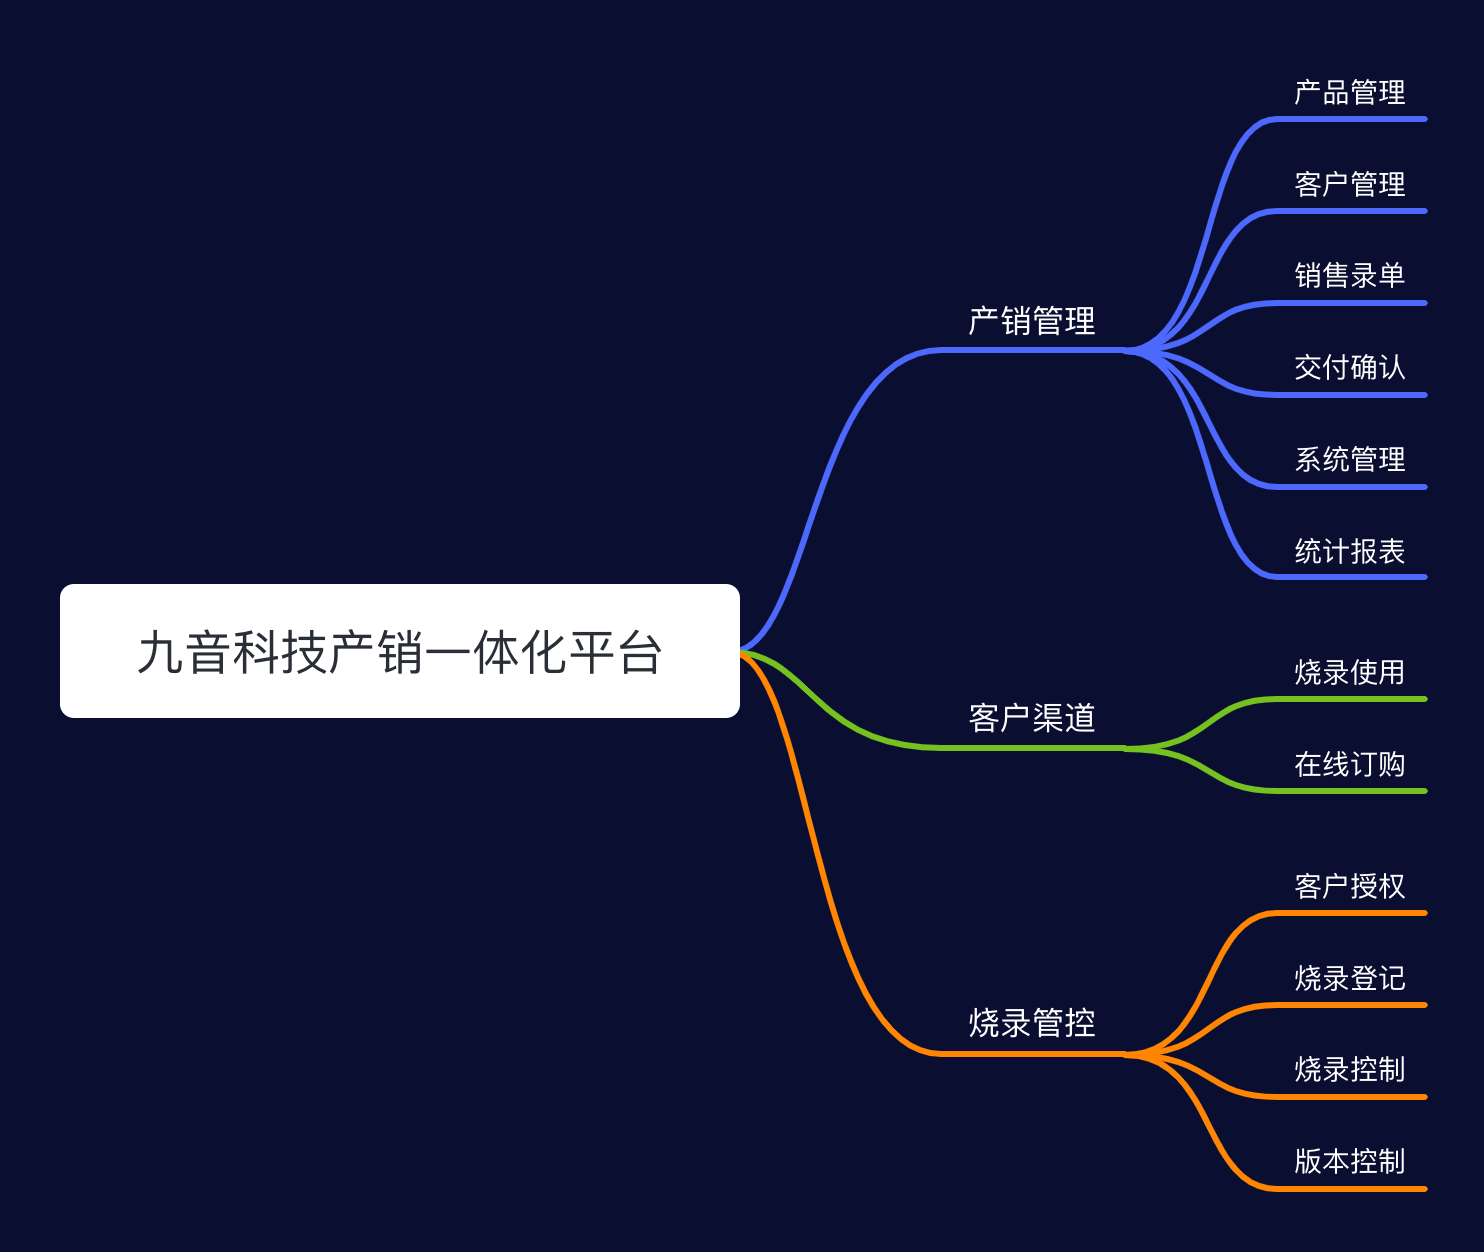 九音科技产销一体化平台
产销管理
产品管理
客户管理
销售录单
交付确认
系统管理
统计报表
客户渠道
烧录使用
在线订购
烧录管控
客户授权
烧录登记
烧录控制
版本控制